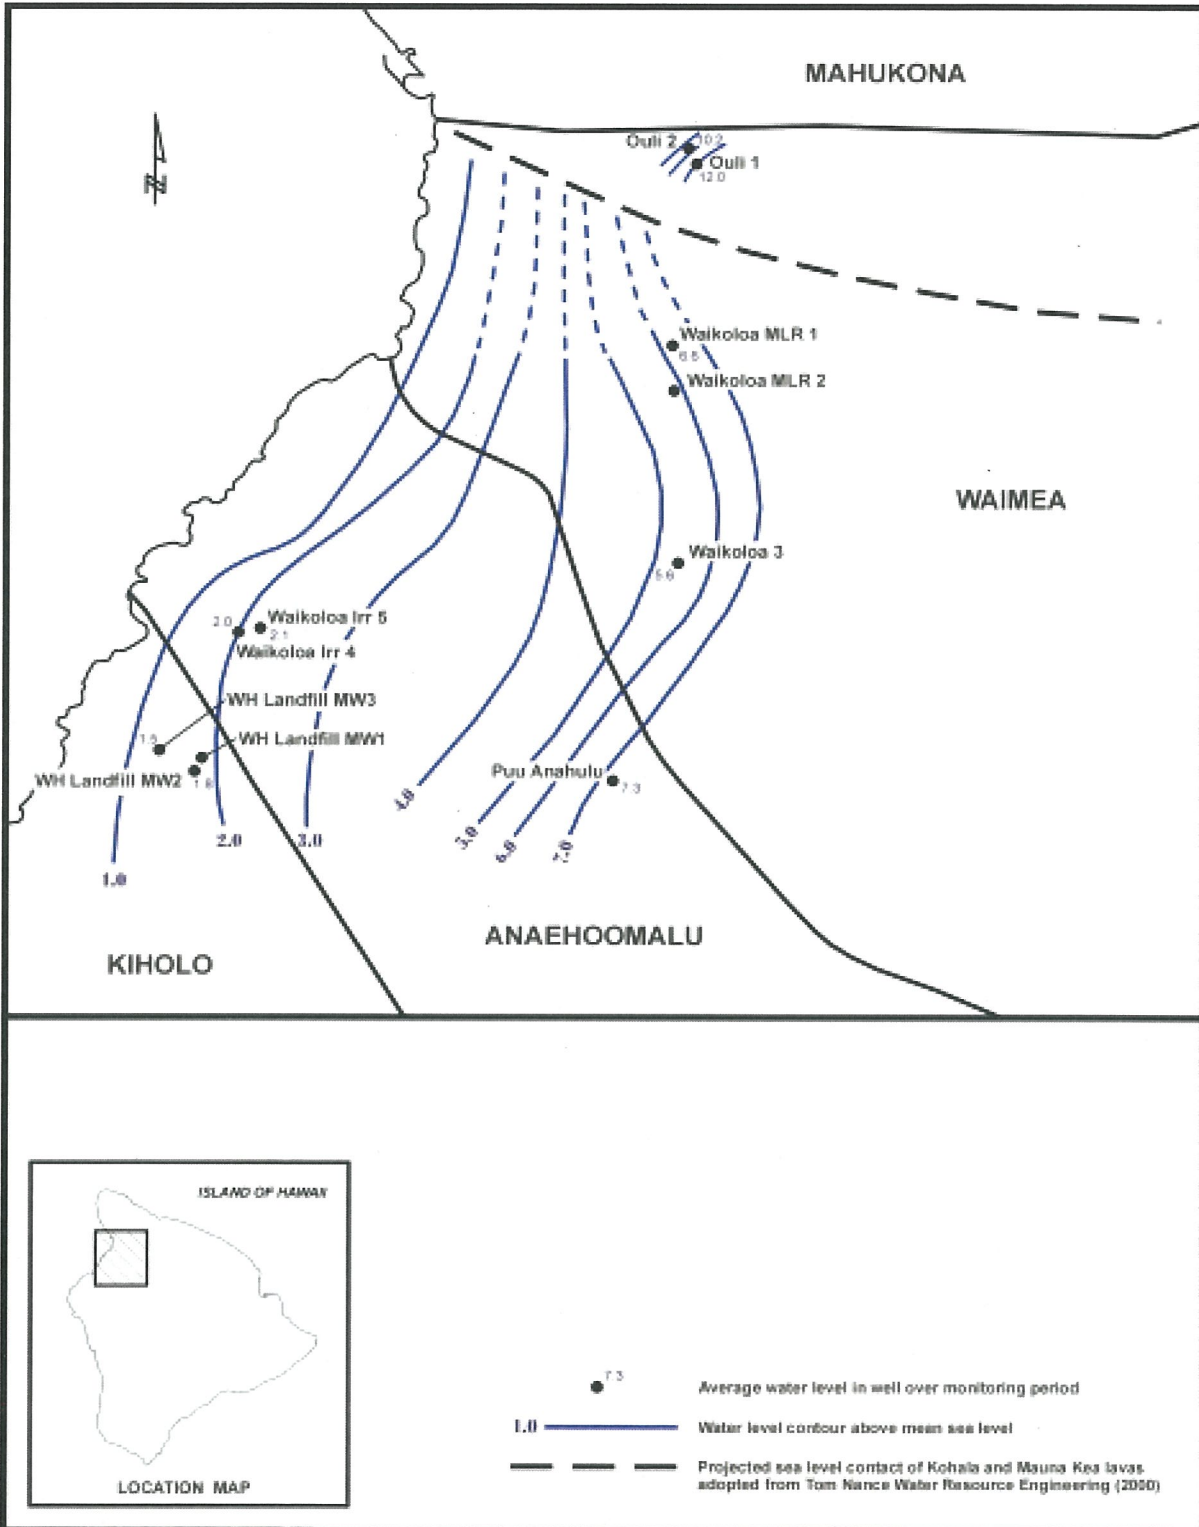 MAHUKONA
Ouli 2
10.2
Ouli 1
12.0
N
Waikoloa MLR 1
6.5
Waikoloa MLR 2
WAIMEA
Waikoloa 3
5.6
2.0
Waikoloa Irr 5
2.1
Waikoloa Irr 4
WH Landfill MW3
1.5
WH Landfill MW1
WH Landfill MW2
1.8
Puu Anahulu
7.3
4.0
2.0
3.0
6.0
7.0
1.0
ANAEHOOMALU
KIHOLO
ISLAND OF HAWAII
LOCATION MAP
7.3
Average water level in well over monitoring period
1.0
Water level contour above mean sea level
Projected sea level contact of Kohala and Mauna Kea lavas
adopted from Tom Nance Water Resource Engineering (2000)